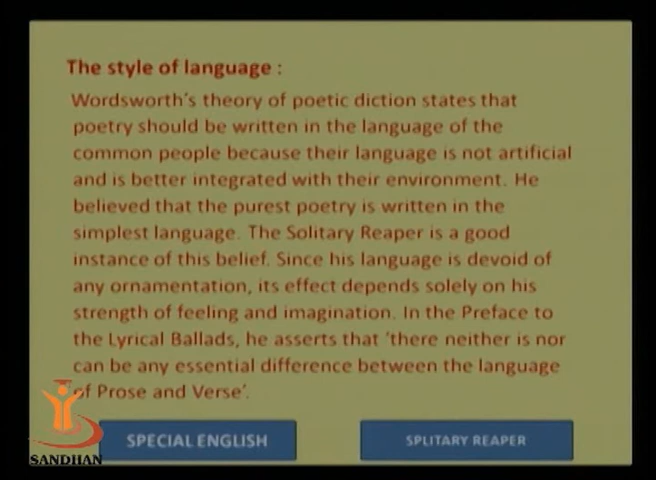 The style of language :
Wordsworth's theory of poetic diction states that
poetry should be written in the language of the
common people because their language is not artificial
and is better integrated with their environment. He
believed that the purest poetry is written in the
simplest language. The Solitary Reaper is a good
instance of this belief. Since his language is devoid of
any ornamentation, its effect depends solely on his
strength of feeling and imagination. In the Preface to
the Lyrical Ballads, he asserts that 'there neither is nor
can be any essential difference between the language
of Prose and Verse'.
SANDHAN
SPECIAL ENGLISH
SPLITARY REAPER